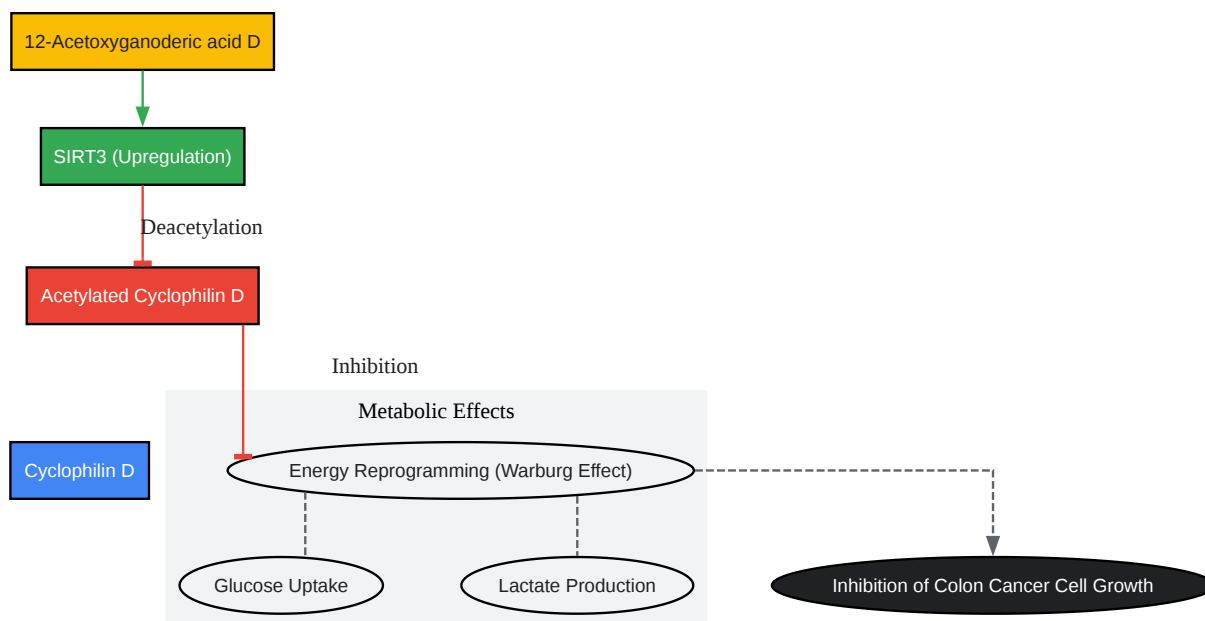 12-Acetoxyganoderic acid D
SIRT3 (Upregulation)
Deacetylation
Acetylated Cyclophilin D
Inhibition
Metabolic Effects
Cyclophilin D
Energy Reprogramming (Warburg Effect)
Glucose Uptake
Lactate Production
Inhibition of Colon Cancer Cell Growth